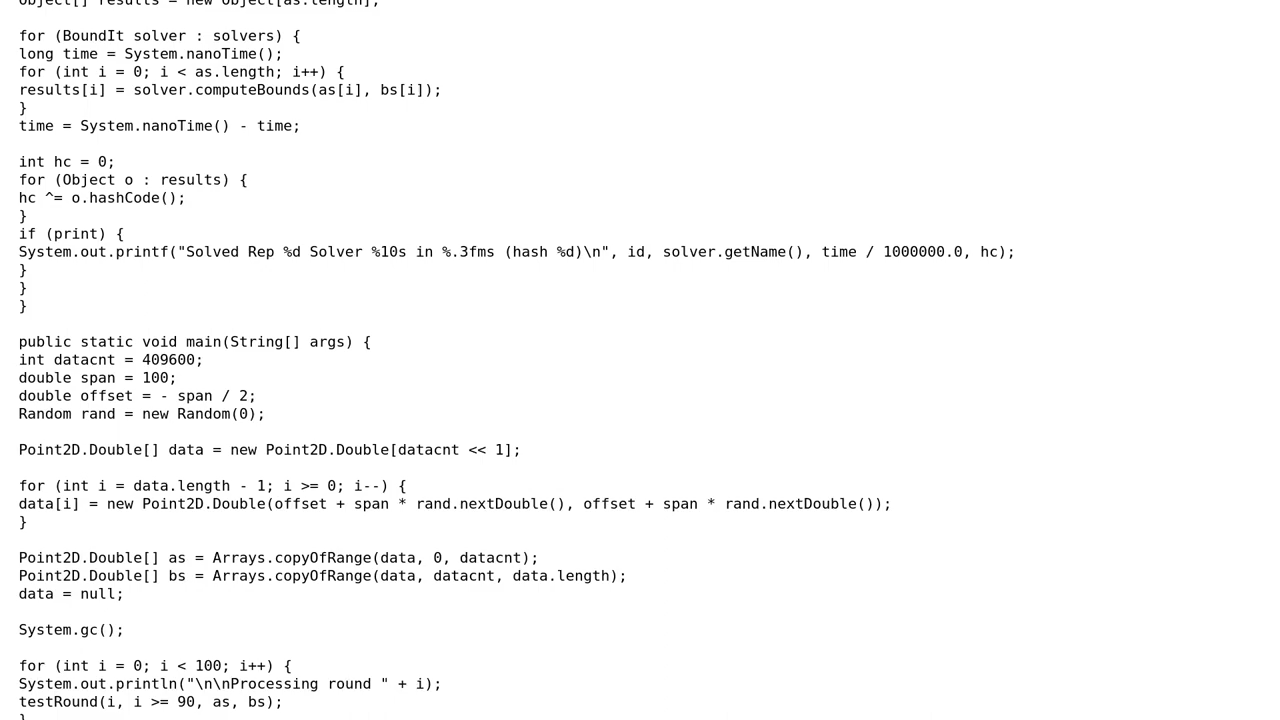 Object[] results = new Object[as.length];
for (BoundIt solver : solvers) {
long time = System.nanoTime();
for (int i = 0; i < as.length; i++) {
results[i] = solver.computeBounds(as[i], bs[i]);
}
time = System.nanoTime() - time;
int hc = 0;
for (Object o : results) {
hc ^= o.hashCode();
}
if (print) {
System.out.printf("Solved Rep %d Solver %10s in %.3fms (hash %d)\n", id, solver.getName(), time / 1000000.0, hc);
}
}
}
public static void main(String[] args) {
int datacnt = 409600;
double span = 100;
double offset = - span / 2;
Random rand = new Random(0);
Point2D.Double[] data = new Point2D.Double[datacnt << 1];
for (int i = data.length - 1; i >= 0; i--) {
data[i] = new Point2D.Double(offset + span * rand.nextDouble(), offset + span * rand.nextDouble());
}
Point2D.Double[] as = Arrays.copyOfRange(data, 0, datacnt);
Point2D.Double[] bs = Arrays.copyOfRange(data, datacnt, data.length);
data = null;
System.gc();
for (int i = 0; i < 100; i++) {
System.out.println("\n\nProcessing round " + i);
testRound(i, i >= 90, as, bs);
}